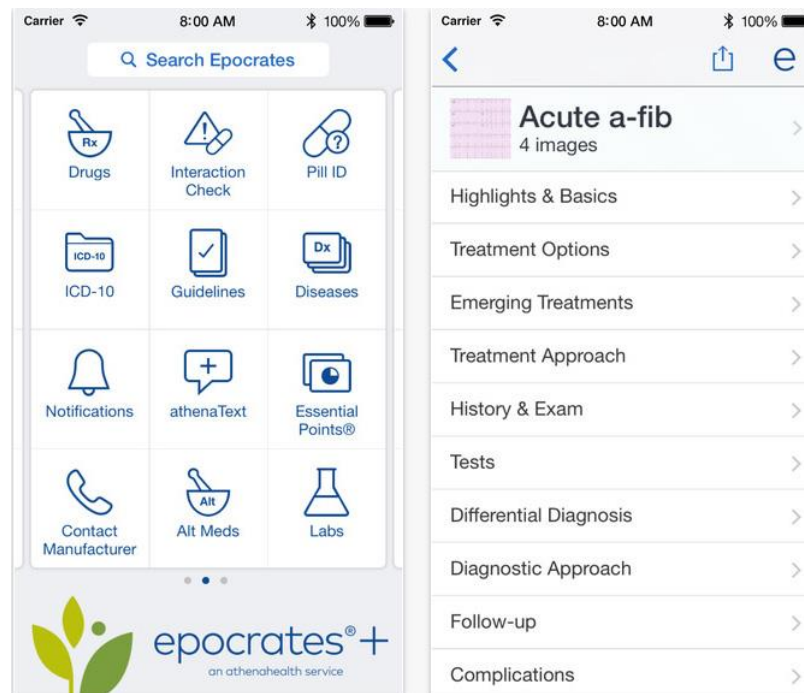 Carrier 8:00 AM 100%
Search Epocrates
Rx
Drugs
Interaction
Check
?
Pill ID
ICD-10
ICD-10
Guidelines
Dx
Diseases
Notifications
+
athenaText
Essential
Points®
Contact
Manufacturer
Alt
Alt Meds
Labs
epocrates®+
an athenahealth service
Carrier 8:00 AM 100%
e
Acute a-fib
4 images
Highlights & Basics
Treatment Options
Emerging Treatments
Treatment Approach
History & Exam
Tests
Differential Diagnosis
Diagnostic Approach
Follow-up
Complications